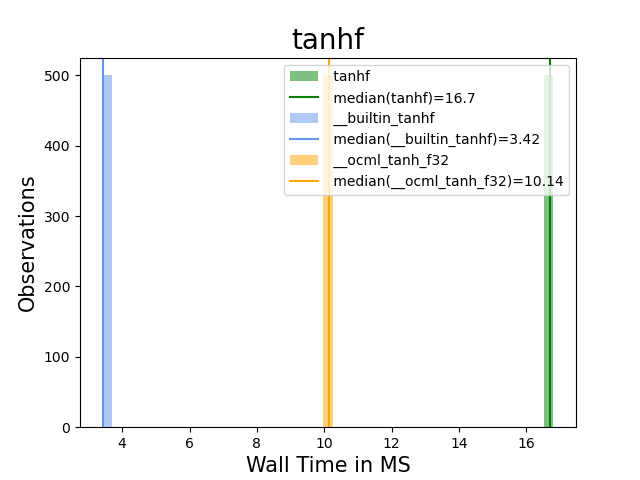 tanhf
500
400
300
200
100
0
Observations
tanhf
median(tanhf)=16.7
__builtin_tanhf
median(__builtin_tanhf)=3.42
__ocml_tanh_f32
median(__ocml_tanh_f32)=10.14
4 6 8 10 12 14 16
Wall Time in MS